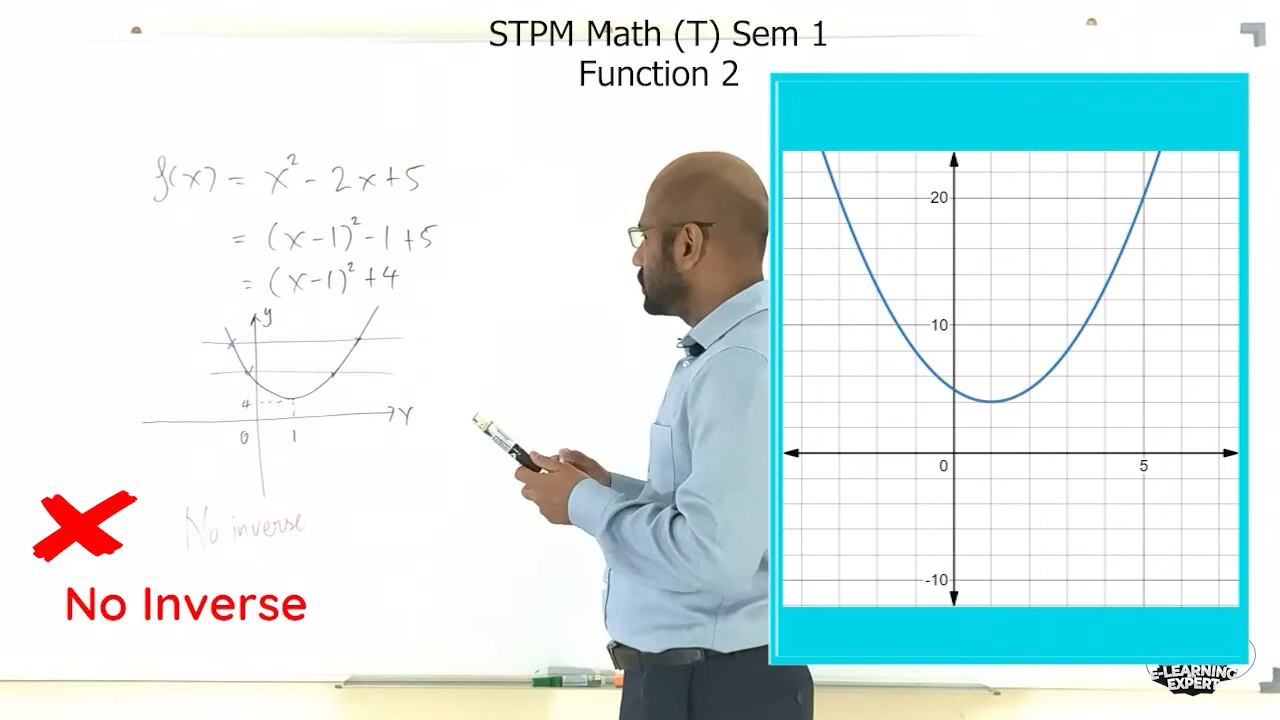 STPM Math (T) Sem 1
Function 2
f(x) = x² - 2x+5
= (x-1)² -1 +5
= (x-1)² +4
y
4
0
1
x
No inverse
No Inverse
20
10
0
5
-10
E-LEARNING
EXPERT